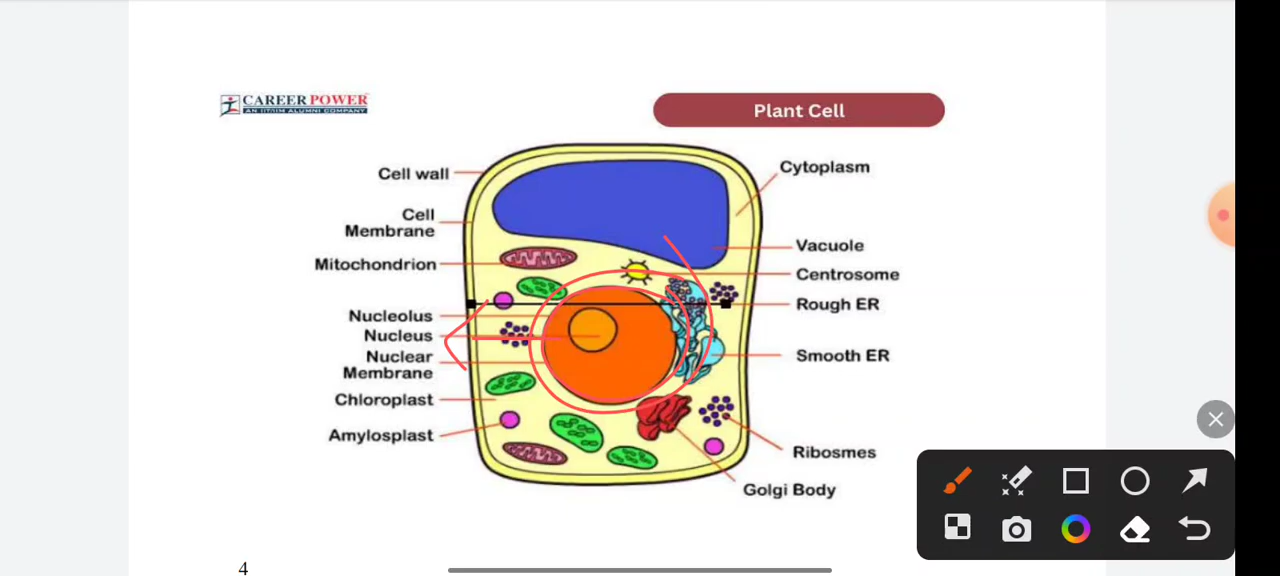 CAREER POWER
AN IIT/IIM ALUMNI COMPANY
Plant Cell
Cell wall
Cytoplasm
Cell
Membrane
Vacuole
Mitochondrion
Centrosome
Rough ER
Nucleolus
Nucleus
Nuclear
Membrane
Smooth ER
Chloroplast
Amylosplast
Ribosmes
Golgi Body
4